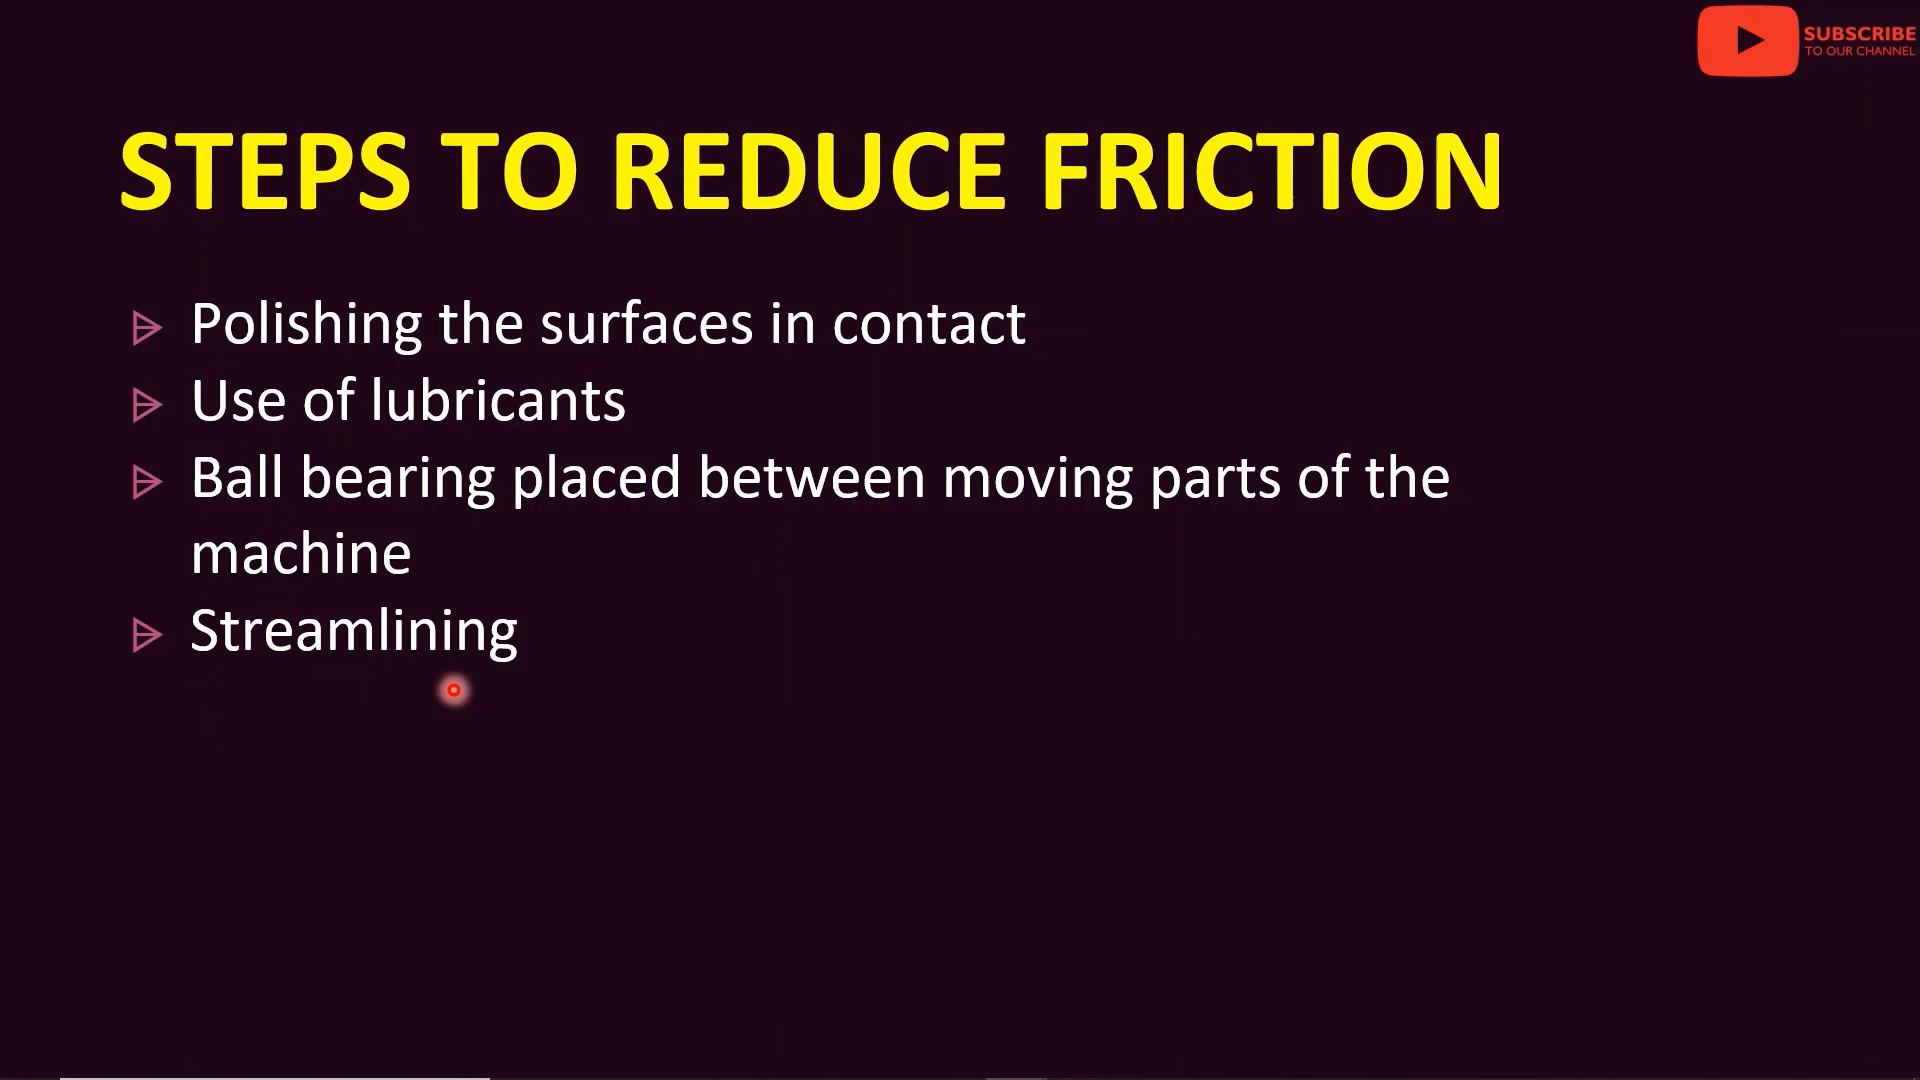 SUBSCRIBE
TO OUR CHANNEL
STEPS TO REDUCE FRICTION
Polishing the surfaces in contact
Use of lubricants
Ball bearing placed between moving parts of the
machine
Streamlining